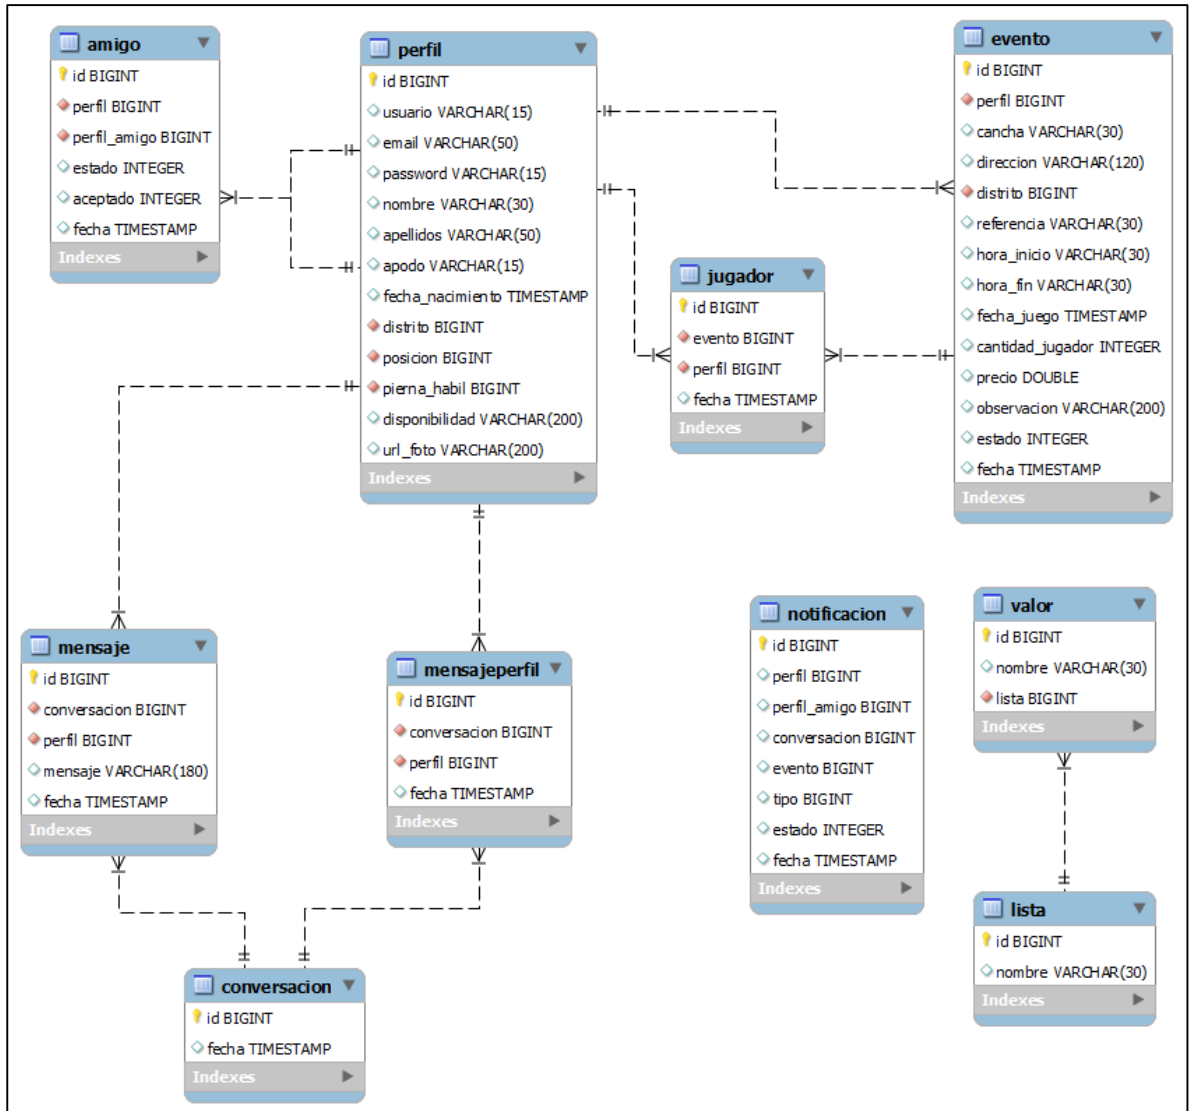 amigo
id BIGINT
perfil BIGINT
perfil_amigo BIGINT
estado INTEGER
aceptado INTEGER
fecha TIMESTAMP
Indexes
perfil
id BIGINT
usuario VARCHAR(15)
email VARCHAR(50)
password VARCHAR(15)
nombre VARCHAR(30)
apellidos VARCHAR(50)
apodo VARCHAR(15)
fecha_nacimiento TIMESTAMP
distrito BIGINT
posicion BIGINT
pierna_habil BIGINT
disponibilidad VARCHAR(200)
url_foto VARCHAR(200)
Indexes
evento
id BIGINT
perfil BIGINT
cancha VARCHAR(30)
direccion VARCHAR(120)
distrito BIGINT
referencia VARCHAR(30)
hora_inicio VARCHAR(30)
hora_fin VARCHAR(30)
fecha_juego TIMESTAMP
cantidad_jugador INTEGER
precio DOUBLE
observacion VARCHAR(200)
estado INTEGER
fecha TIMESTAMP
Indexes
jugador
id BIGINT
evento BIGINT
perfil BIGINT
fecha TIMESTAMP
Indexes
mensaje
id BIGINT
conversacion BIGINT
perfil BIGINT
mensaje VARCHAR(180)
fecha TIMESTAMP
Indexes
mensajeperfil
id BIGINT
conversacion BIGINT
perfil BIGINT
fecha TIMESTAMP
Indexes
notificacion
id BIGINT
perfil BIGINT
perfil_amigo BIGINT
conversacion BIGINT
evento BIGINT
tipo BIGINT
estado INTEGER
fecha TIMESTAMP
Indexes
valor
id BIGINT
nombre VARCHAR(30)
lista BIGINT
Indexes
lista
id BIGINT
nombre VARCHAR(30)
Indexes
conversacion
id BIGINT
fecha TIMESTAMP
Indexes